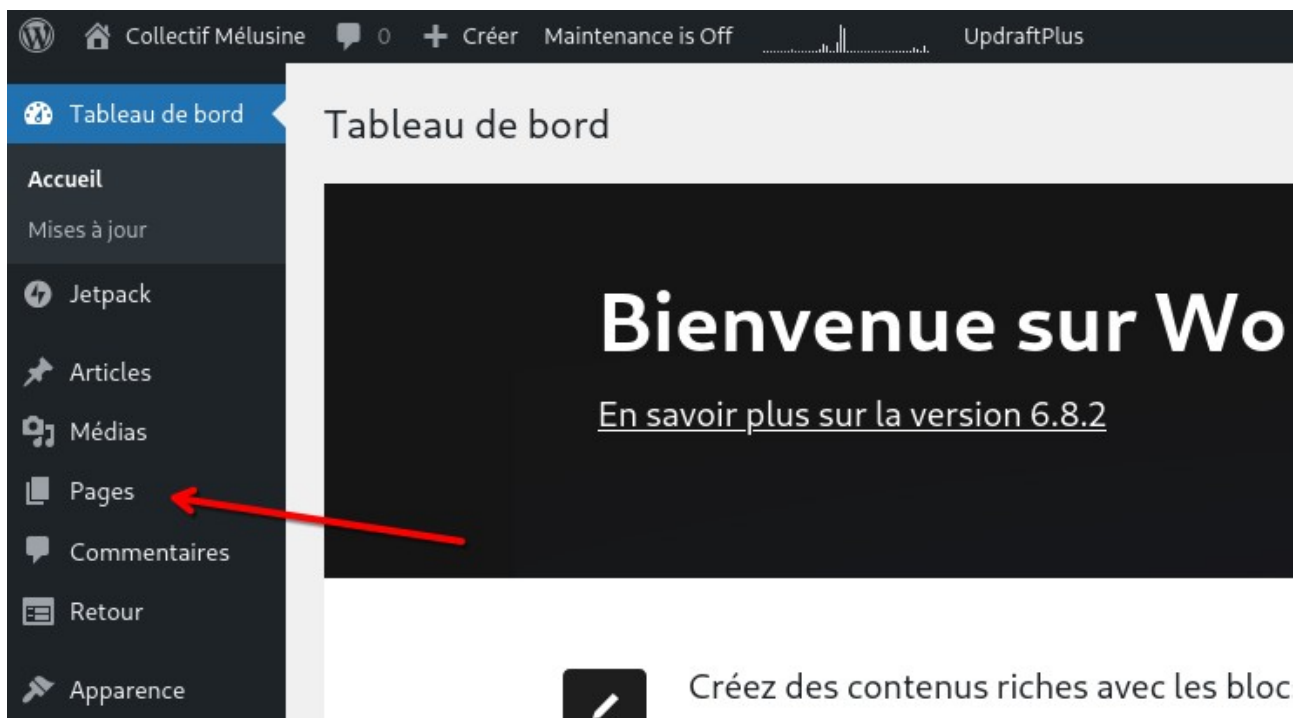 Collectif Mélusine 0 Créer Maintenance is Off UpdraftPlus
Tableau de bord
Accueil
Mises à jour
Jetpack
Articles
Médias
Pages
Commentaires
Retour
Apparence
Tableau de bord
Bienvenue sur Wo
En savoir plus sur la version 6.8.2
Créez des contenus riches avec les bloc